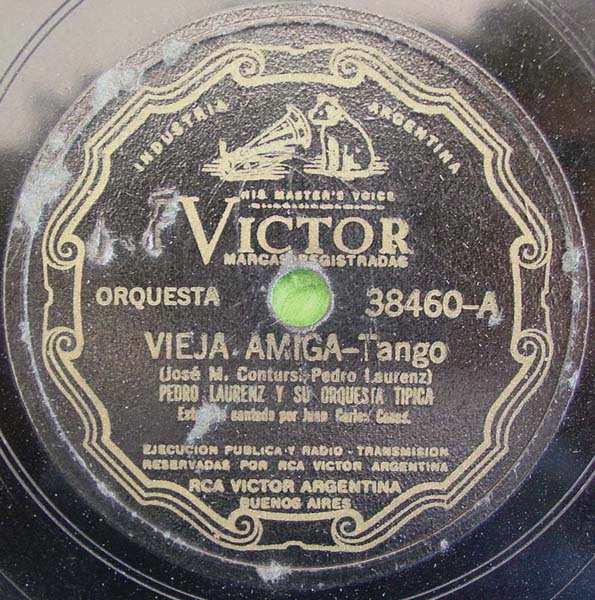 INDUSTRIA ARGENTINA
HIS MASTER'S VOICE
VICTOR
MARCAS REGISTRADAS
ORQUESTA
38460-A
VIEJA AMIGA-Tango
(José M. Contursi Pedro Laurenz)
PEDRO LAURENZ Y SU ORQUESTA TIPICA
cantado por Juan Carlos Casas.
EJECUCION PUBLICA Y RADIO - TRANSMISION
RESERVADAS POR RCA VICTOR ARGENTINA
RCA VICTOR ARGENTINA
BUENOS AIRES